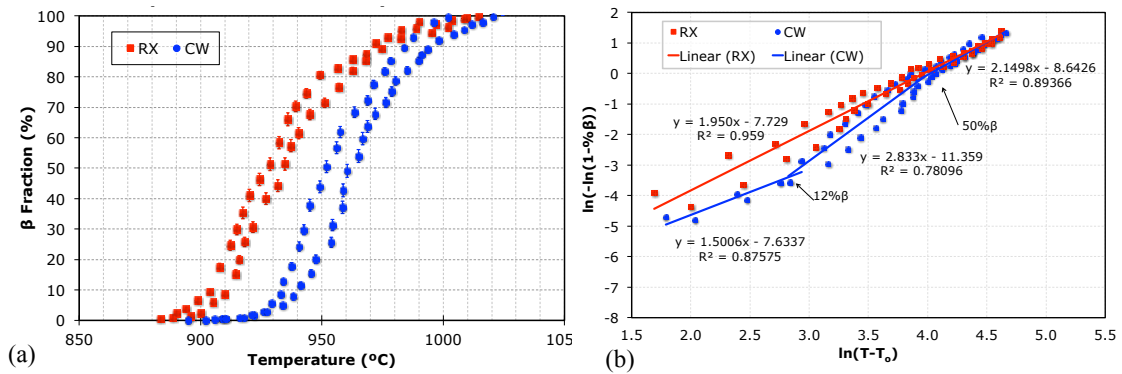 100
90
80
70
60
50
40
30
20
10
0
β Fraction (%)
RX CW
850 900 950 1000 105
Temperature (ºC)
(a)
2
1
0
-1
-2
-3
-4
-5
-6
-7
-8
ln(-ln(1-%β))
RX CW
Linear (RX) Linear (CW)
y = 2.1498x - 8.6426
R² = 0.89366
50%β
y = 1.950x - 7.729
R² = 0.959
y = 2.833x - 11.359
R² = 0.78096
12%β
y = 1.5006x - 7.6337
R² = 0.87575
1.5 2.0 2.5 3.0 3.5 4.0 4.5 5.0 5.5
ln(T-Tₒ)
(b)